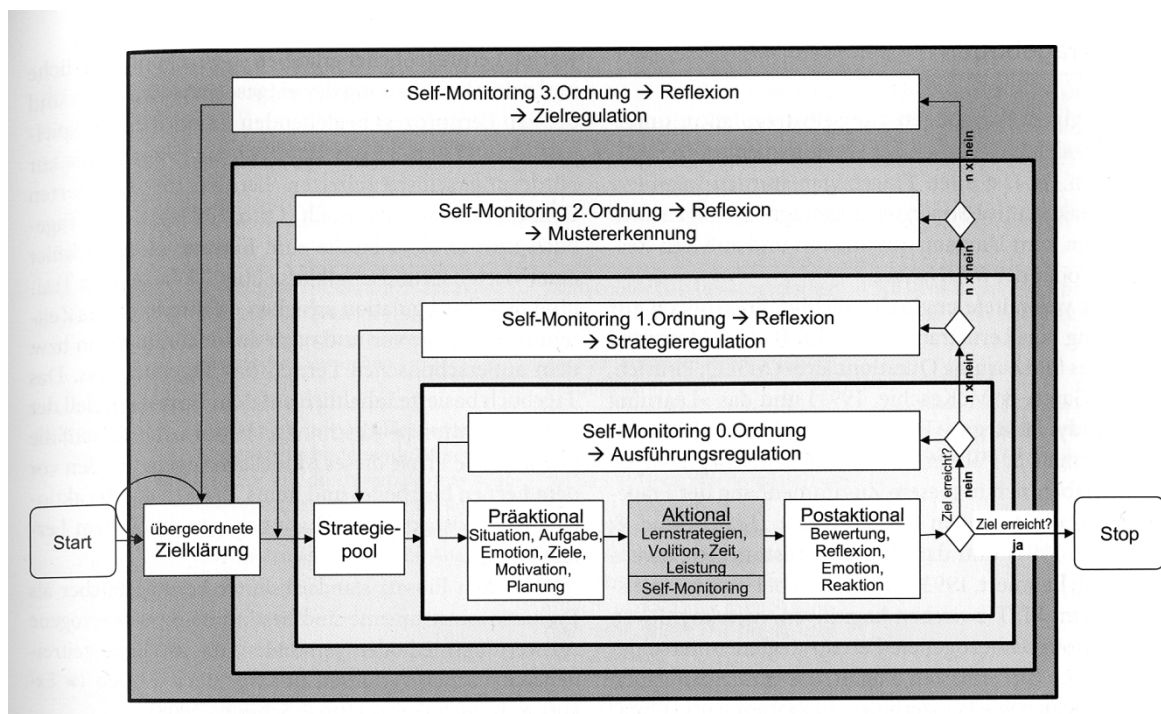 Self-Monitoring 3.Ordnung → Reflexion
→ Zielregulation
n x nein
Self-Monitoring 2.Ordnung → Reflexion
→ Mustererkennung
n x nein
Self-Monitoring 1.Ordnung → Reflexion
→ Strategieregulation
n x nein
Self-Monitoring 0.Ordnung
→ Ausführungsregulation
Ziel erreicht?
nein
Start
übergeordnete
Zielklärung
Strategie-
pool
Präaktional
Situation, Aufgabe,
Emotion, Ziele,
Motivation,
Planung
Aktional
Lernstrategien,
Volition, Zeit,
Leistung
Self-Monitoring
Postaktional
Bewertung,
Reflexion,
Emotion,
Reaktion
Ziel erreicht?
ja
Stop